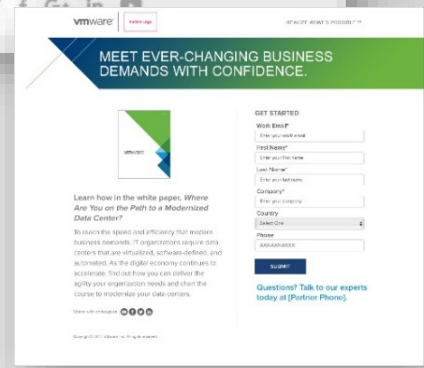 vmware
Partner Logo
REALIZE WHAT'S POSSIBLE.™
MEET EVER-CHANGING BUSINESS
DEMANDS WITH CONFIDENCE.
vmware
Learn how in the white paper, Where
Are You on the Path to a Modernized
Data Center?
To reach the speed and efficiency that modern
business demands, IT organizations require data
centers that are virtualized, software-defined, and
automated. As the digital economy continues to
accelerate, find out how you can deliver the
agility your organization needs and chart the
course to modernize your data centers.
GET STARTED
Work Email*
Enter your work email
First Name*
Enter your first name
Last Name*
Enter your last name
Company*
Enter your company
Country
Select One
Phone
SUBMIT
Questions? Talk to our experts
today at [Partner Phone].